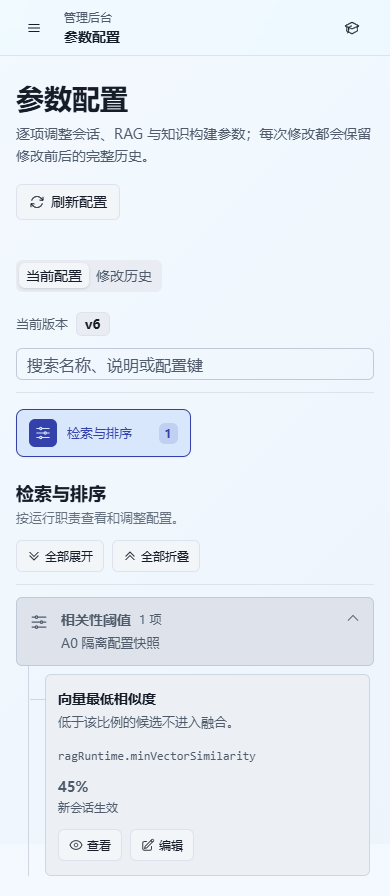 管理后台
参数配置
参数配置
逐项调整会话、RAG 与知识构建参数；每次修改都会保留
修改前后的完整历史。
刷新配置
当前配置 修改历史
当前版本 v6
搜索名称、说明或配置键
检索与排序 1
检索与排序
按运行职责查看和调整配置。
全部展开 全部折叠
相关性阈值 1 项
A0 隔离配置快照
向量最低相似度
低于该比例的候选不进入融合。
ragRuntime.minVectorSimilarity
45%
新会话生效
查看 编辑